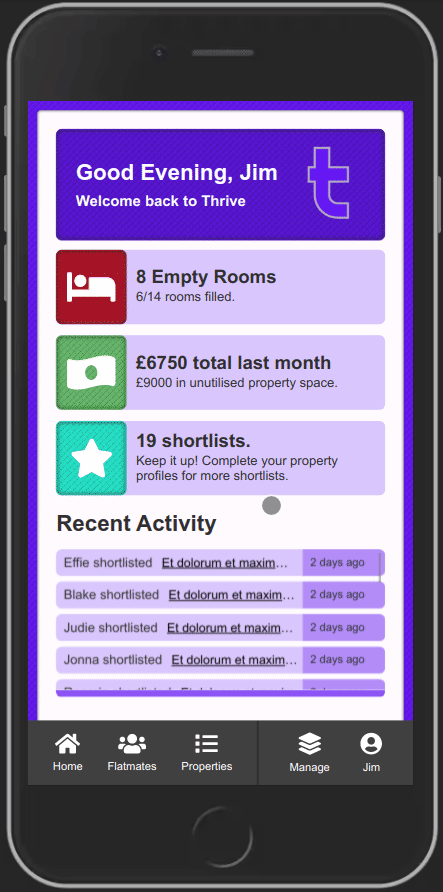 Good Evening, Jim
Welcome back to Thrive
t
8 Empty Rooms
6/14 rooms filled.
£6750 total last month
£9000 in unutilised property space.
19 shortlists.
Keep it up! Complete your property
profiles for more shortlists.
Recent Activity
Effie shortlisted Et dolorum et maxim... 2 days ago
Blake shortlisted Et dolorum et maxim... 2 days ago
Judie shortlisted Et dolorum et maxim... 2 days ago
Jonna shortlisted Et dolorum et maxim... 2 days ago
Home Flatmates Properties Manage Jim